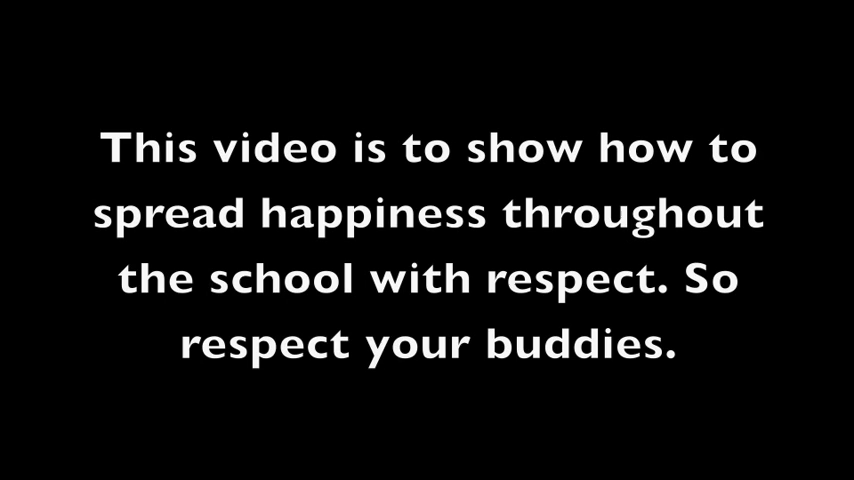 This video is to show how to
spread happiness throughout
the school with respect. So
respect your buddies.